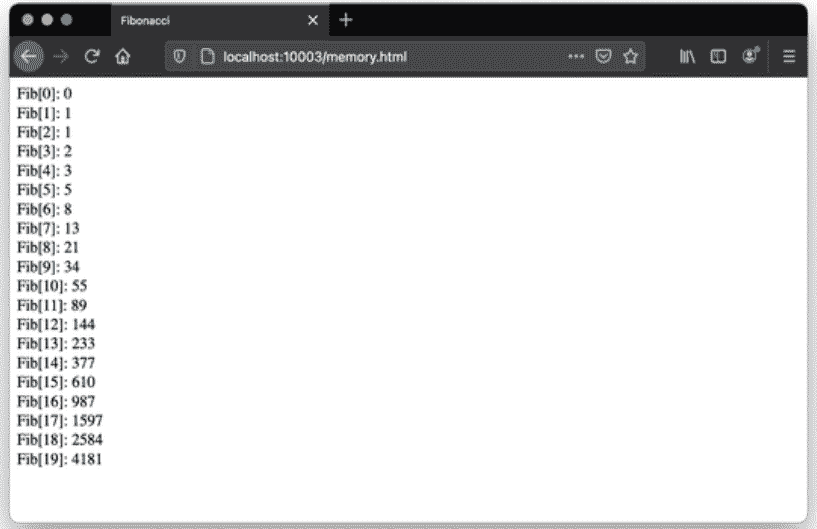 Fibonacci
localhost:10003/memory.html
Fib[0]: 0
Fib[1]: 1
Fib[2]: 1
Fib[3]: 2
Fib[4]: 3
Fib[5]: 5
Fib[6]: 8
Fib[7]: 13
Fib[8]: 21
Fib[9]: 34
Fib[10]: 55
Fib[11]: 89
Fib[12]: 144
Fib[13]: 233
Fib[14]: 377
Fib[15]: 610
Fib[16]: 987
Fib[17]: 1597
Fib[18]: 2584
Fib[19]: 4181